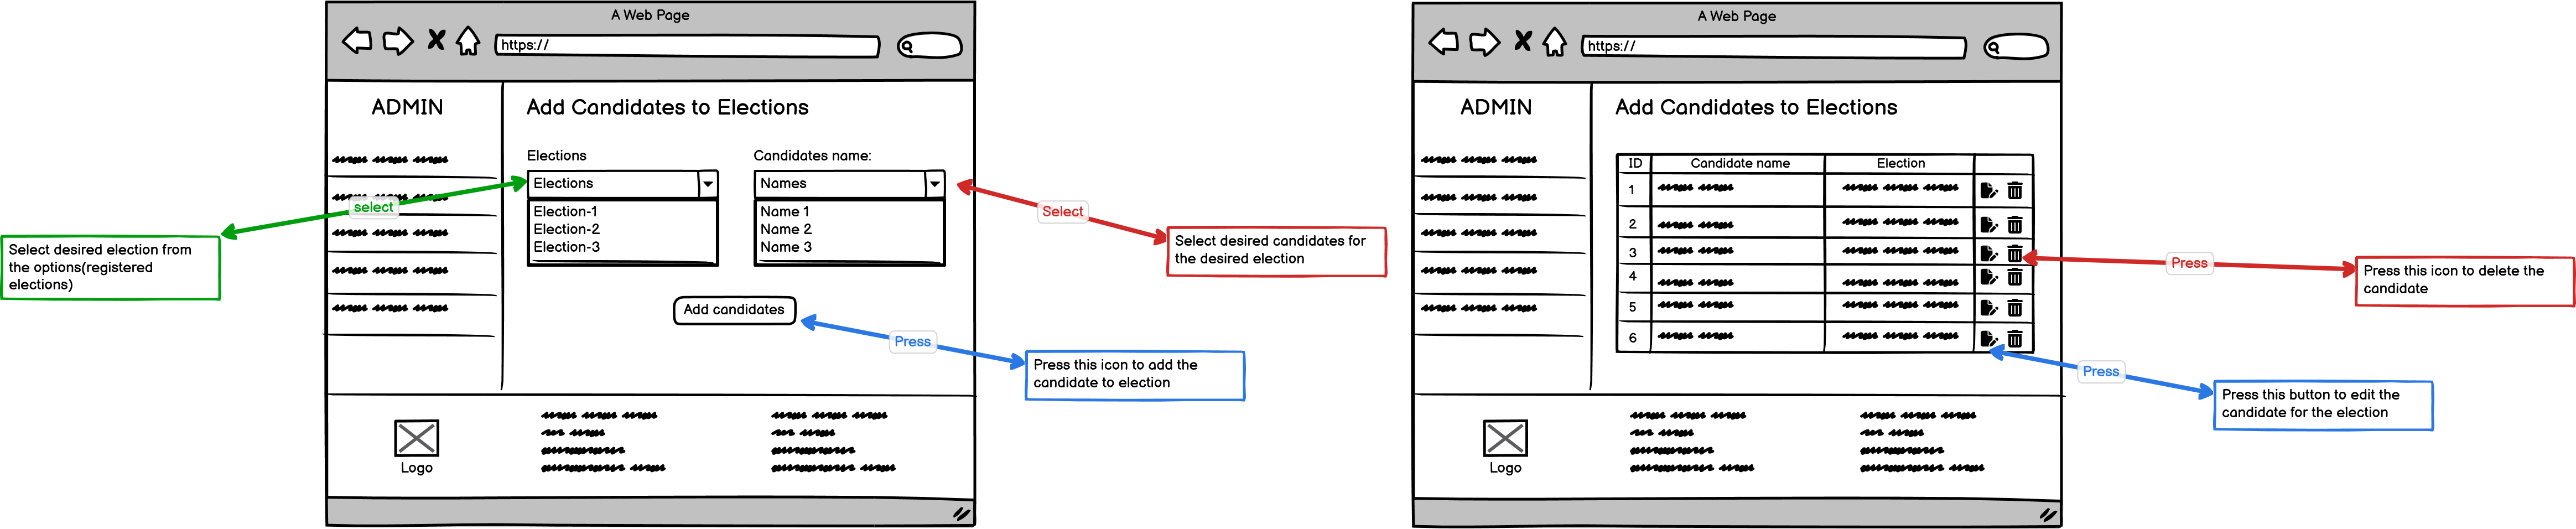 A Web Page
https://
ADMIN
Add Candidates to Elections
Elections
Candidates name:
Elections
Names
Election-1
Election-2
Election-3
Name 1
Name 2
Name 3
Add candidates
Logo
select
Select desired election from
the options(registered
elections)
Select
Select desired candidates for
the desired election
Press
Press this icon to add the
candidate to election
A Web Page
https://
ADMIN
Add Candidates to Elections
ID Candidate name Election
1
2
3
4
5
6
Logo
Press
Press this icon to delete the
candidate
Press
Press this button to edit the
candidate for the election